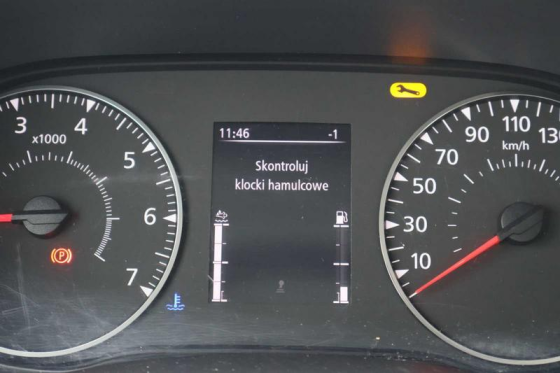 11:46 -1
Skontroluj
klocki hamulcowe
3 4 5 6 7
x1000
P
10 30 50 70 90 110 130
km/h